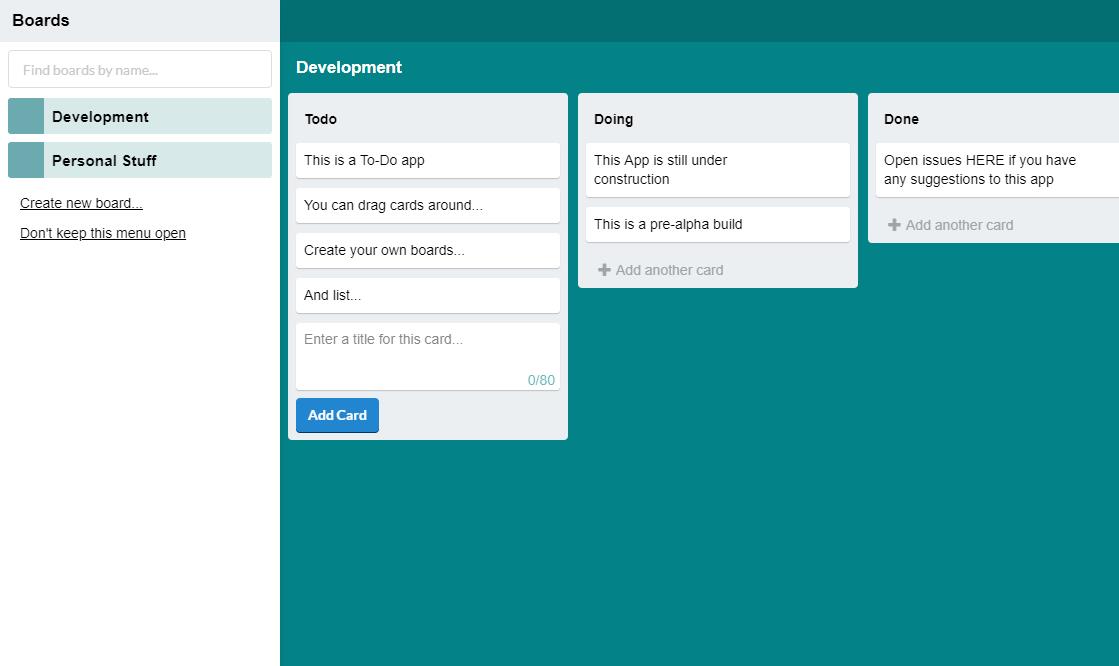 Boards
Find boards by name...
Development
Personal Stuff
Create new board...
Don't keep this menu open
Development
Todo
This is a To-Do app
You can drag cards around...
Create your own boards...
And list...
Enter a title for this card...
0/80
Add Card
Doing
This App is still under
construction
This is a pre-alpha build
Add another card
Done
Open issues HERE if you have
any suggestions to this app
Add another card